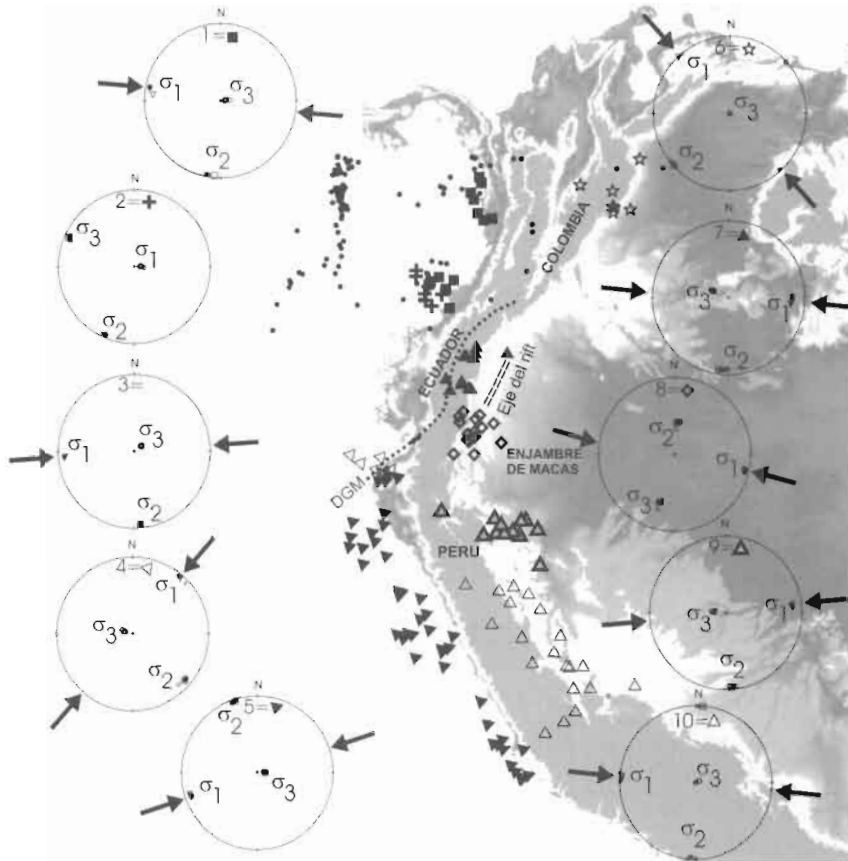 N
1=■
σ1
σ3
σ2
N
2=✚
σ3
σ1
σ2
N
3=
σ1
σ3
σ2
N
4=◁
σ1
σ3
σ2
N
5=▼
σ2
σ1
σ3
COLOMBIA
ECUADOR
Eje del rift
ENJAMBRE
DE MACAS
DGM
PERU
N
6=☆
σ1
σ3
σ2
N
7=▲
σ3
σ1
σ2
N
8=◇
σ2
σ1
σ3
N
9=△
σ3
σ1
σ2
N
10=△
σ1
σ3
σ2